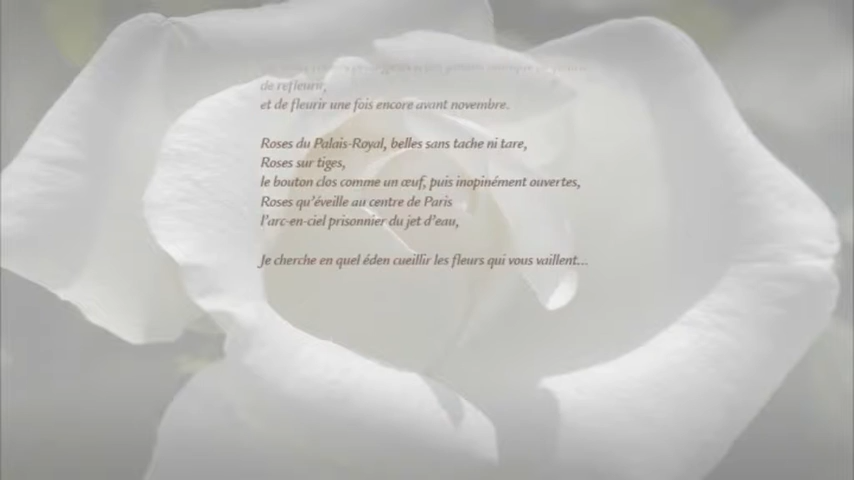 de refleurir,
et de fleurir une fois encore avant novembre.
Roses du Palais-Royal, belles sans tache ni tare,
Roses sur tiges,
le bouton clos comme un œuf, puis inopinément ouvertes,
Roses qu'éveille au centre de Paris
l'arc-en-ciel prisonnier du jet d'eau,
Je cherche en quel éden cueillir les fleurs qui vous vaillent...